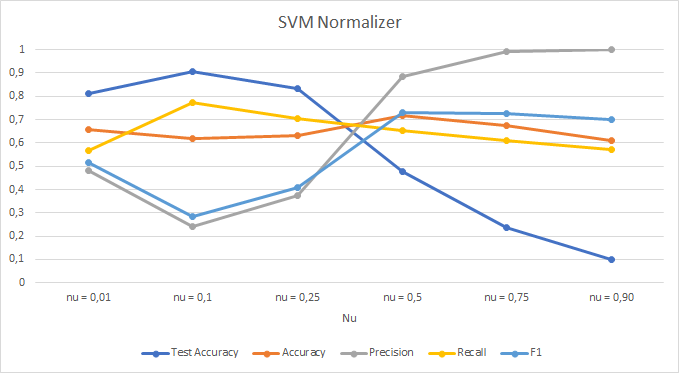 SVM Normalizer
1
0,9
0,8
0,7
0,6
0,5
0,4
0,3
0,2
0,1
0
nu = 0,01 nu = 0,1 nu = 0,25 nu = 0,5 nu = 0,75 nu = 0,90
Nu
Test Accuracy Accuracy Precision Recall F1